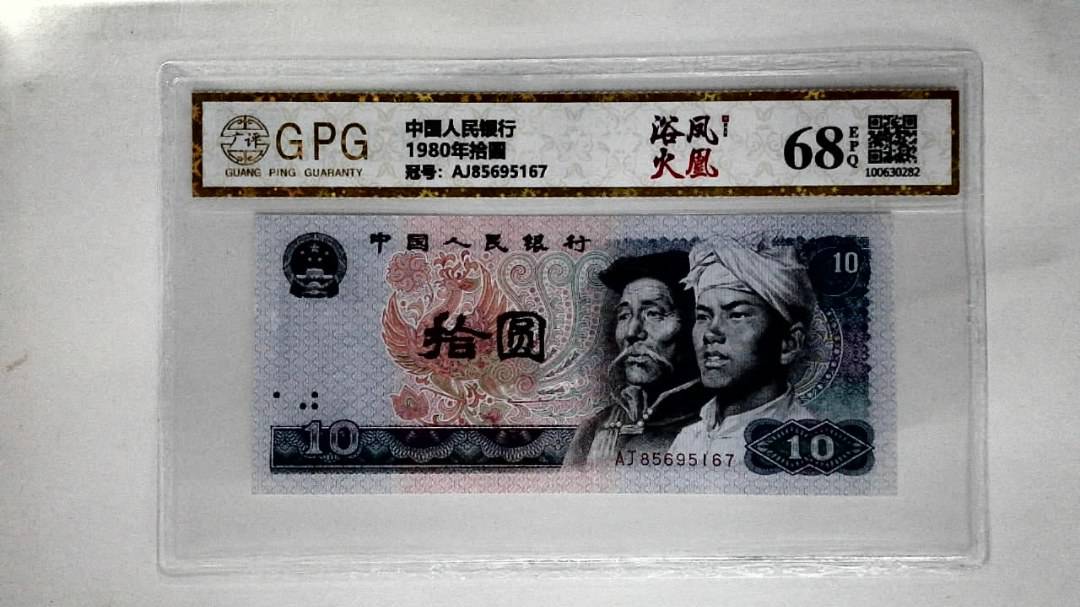 广评
GPG
GUANG PING GUARANTY
中国人民银行
1980年拾圆
冠号：AJ85695167
浴凤
火凰
68
EPQ
100630282
中国人民银行
10
拾圆
10
AJ85695167
10